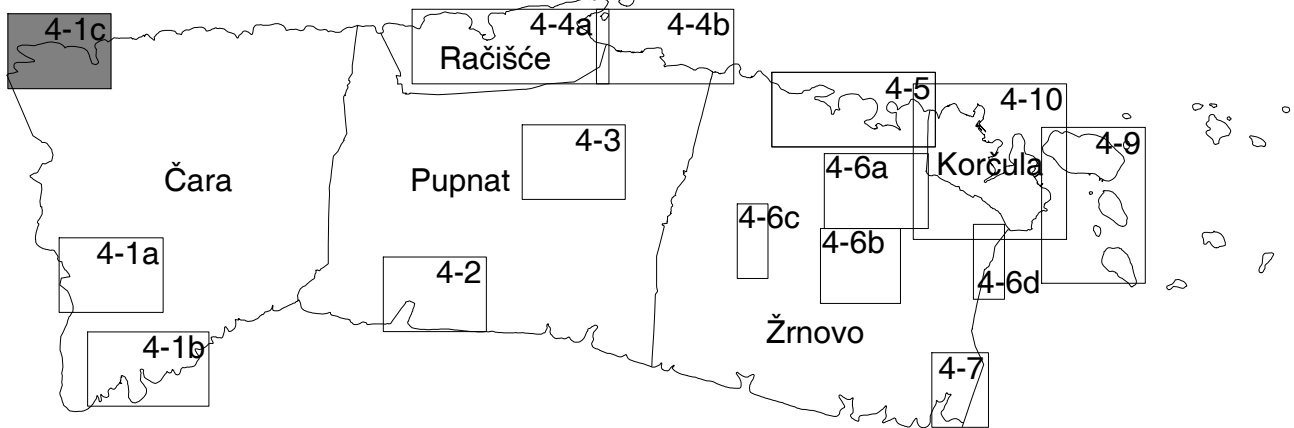 4-1c
4-4a
4-4b
Račišće
4-5
4-10
4-3
4-9
Čara
Pupnat
4-6a
Korčula
4-6c
4-1a
4-6b
4-2
4-6d
Žrnovo
4-1b
4-7